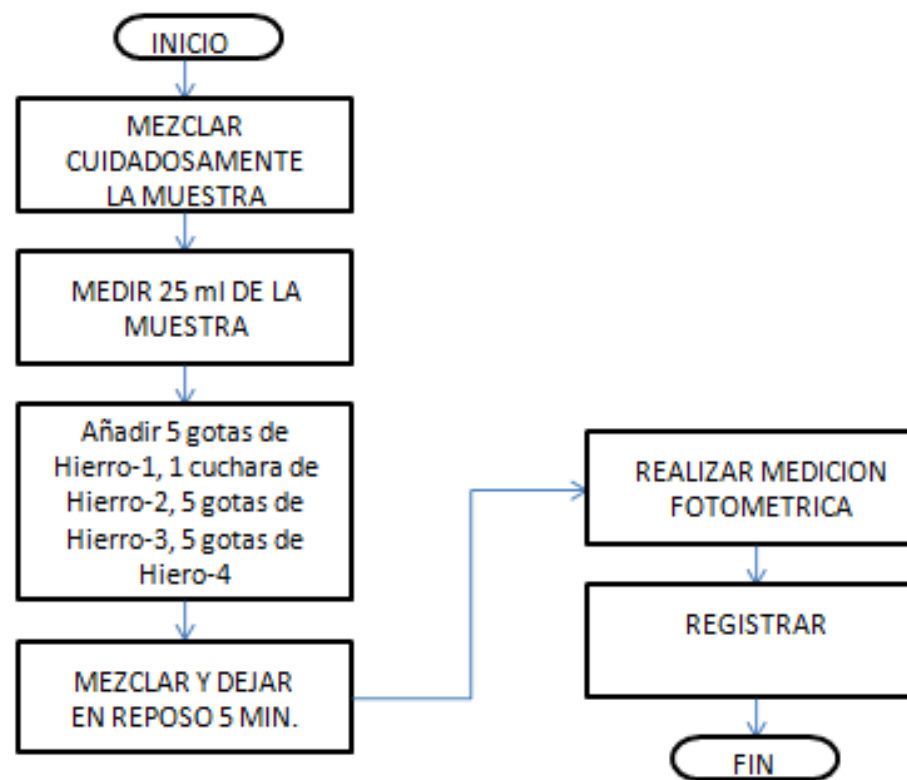 INICIO
MEZCLAR
CUIDADOSAMENTE
LA MUESTRA
MEDIR 25 ml DE LA
MUESTRA
Añadir 5 gotas de
Hierro-1, 1 cuchara de
Hierro-2, 5 gotas de
Hierro-3, 5 gotas de
Hiero-4
MEZCLAR Y DEJAR
EN REPOSO 5 MIN.
REALIZAR MEDICION
FOTOMETRICA
REGISTRAR
FIN